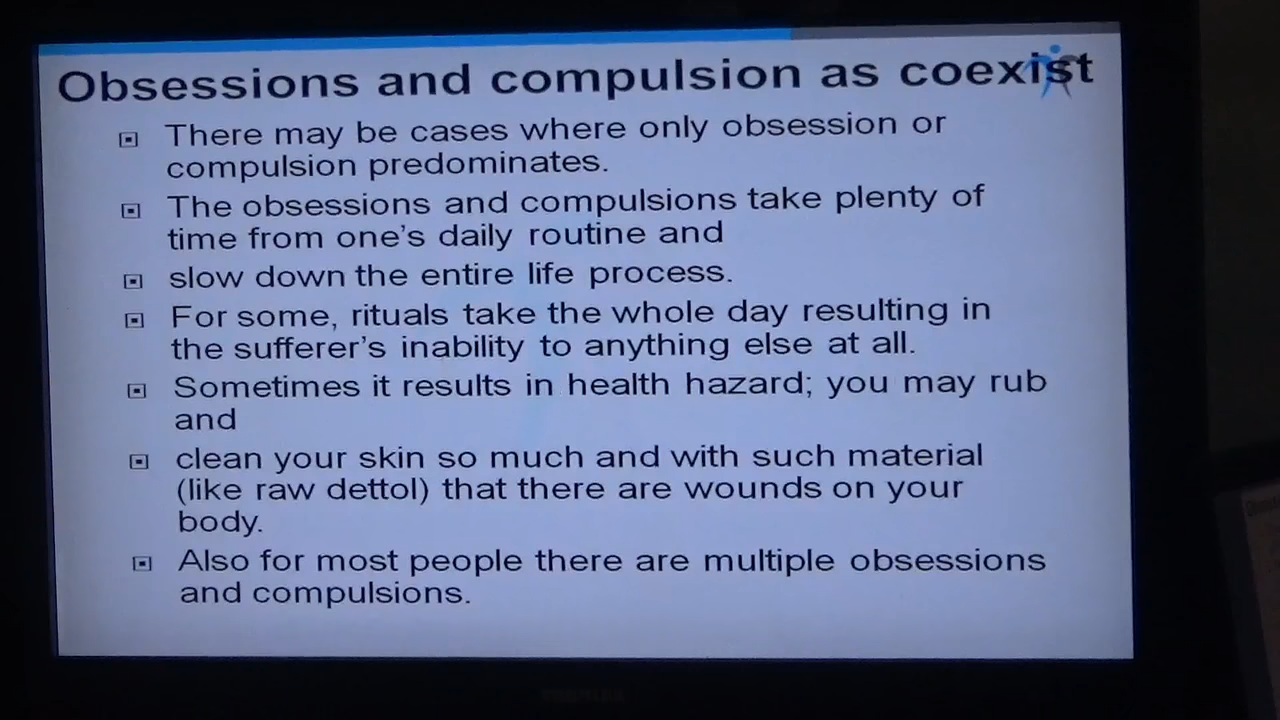 Obsessions and compulsion as coexist
There may be cases where only obsession or
compulsion predominates.
The obsessions and compulsions take plenty of
time from one's daily routine and
slow down the entire life process.
For some, rituals take the whole day resulting in
the sufferer's inability to anything else at all.
Sometimes it results in health hazard; you may rub
and
clean your skin so much and with such material
(like raw dettol) that there are wounds on your
body.
Also for most people there are multiple obsessions
and compulsions.